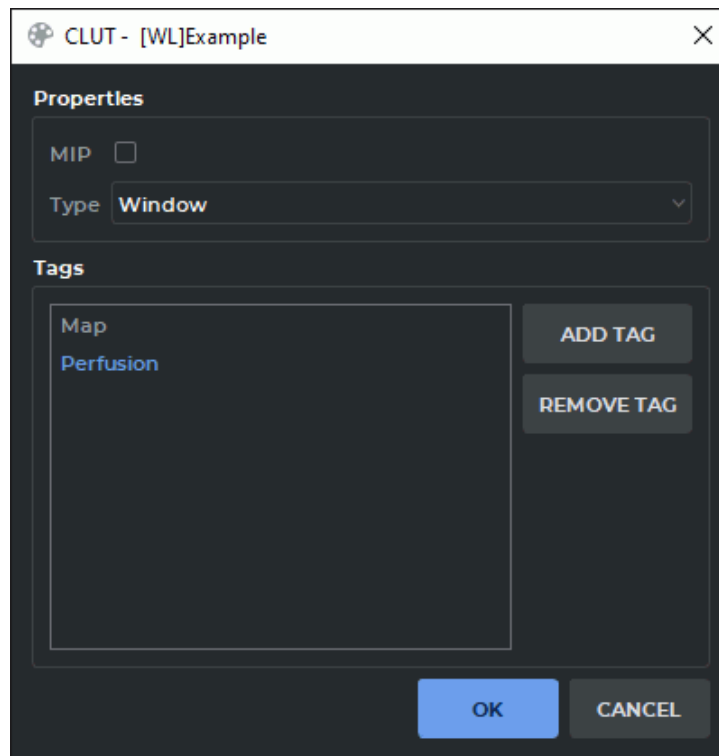 CLUT - [WL]Example
Properties
MIP
Type Window
Tags
Map
Perfusion
ADD TAG
REMOVE TAG
OK
CANCEL